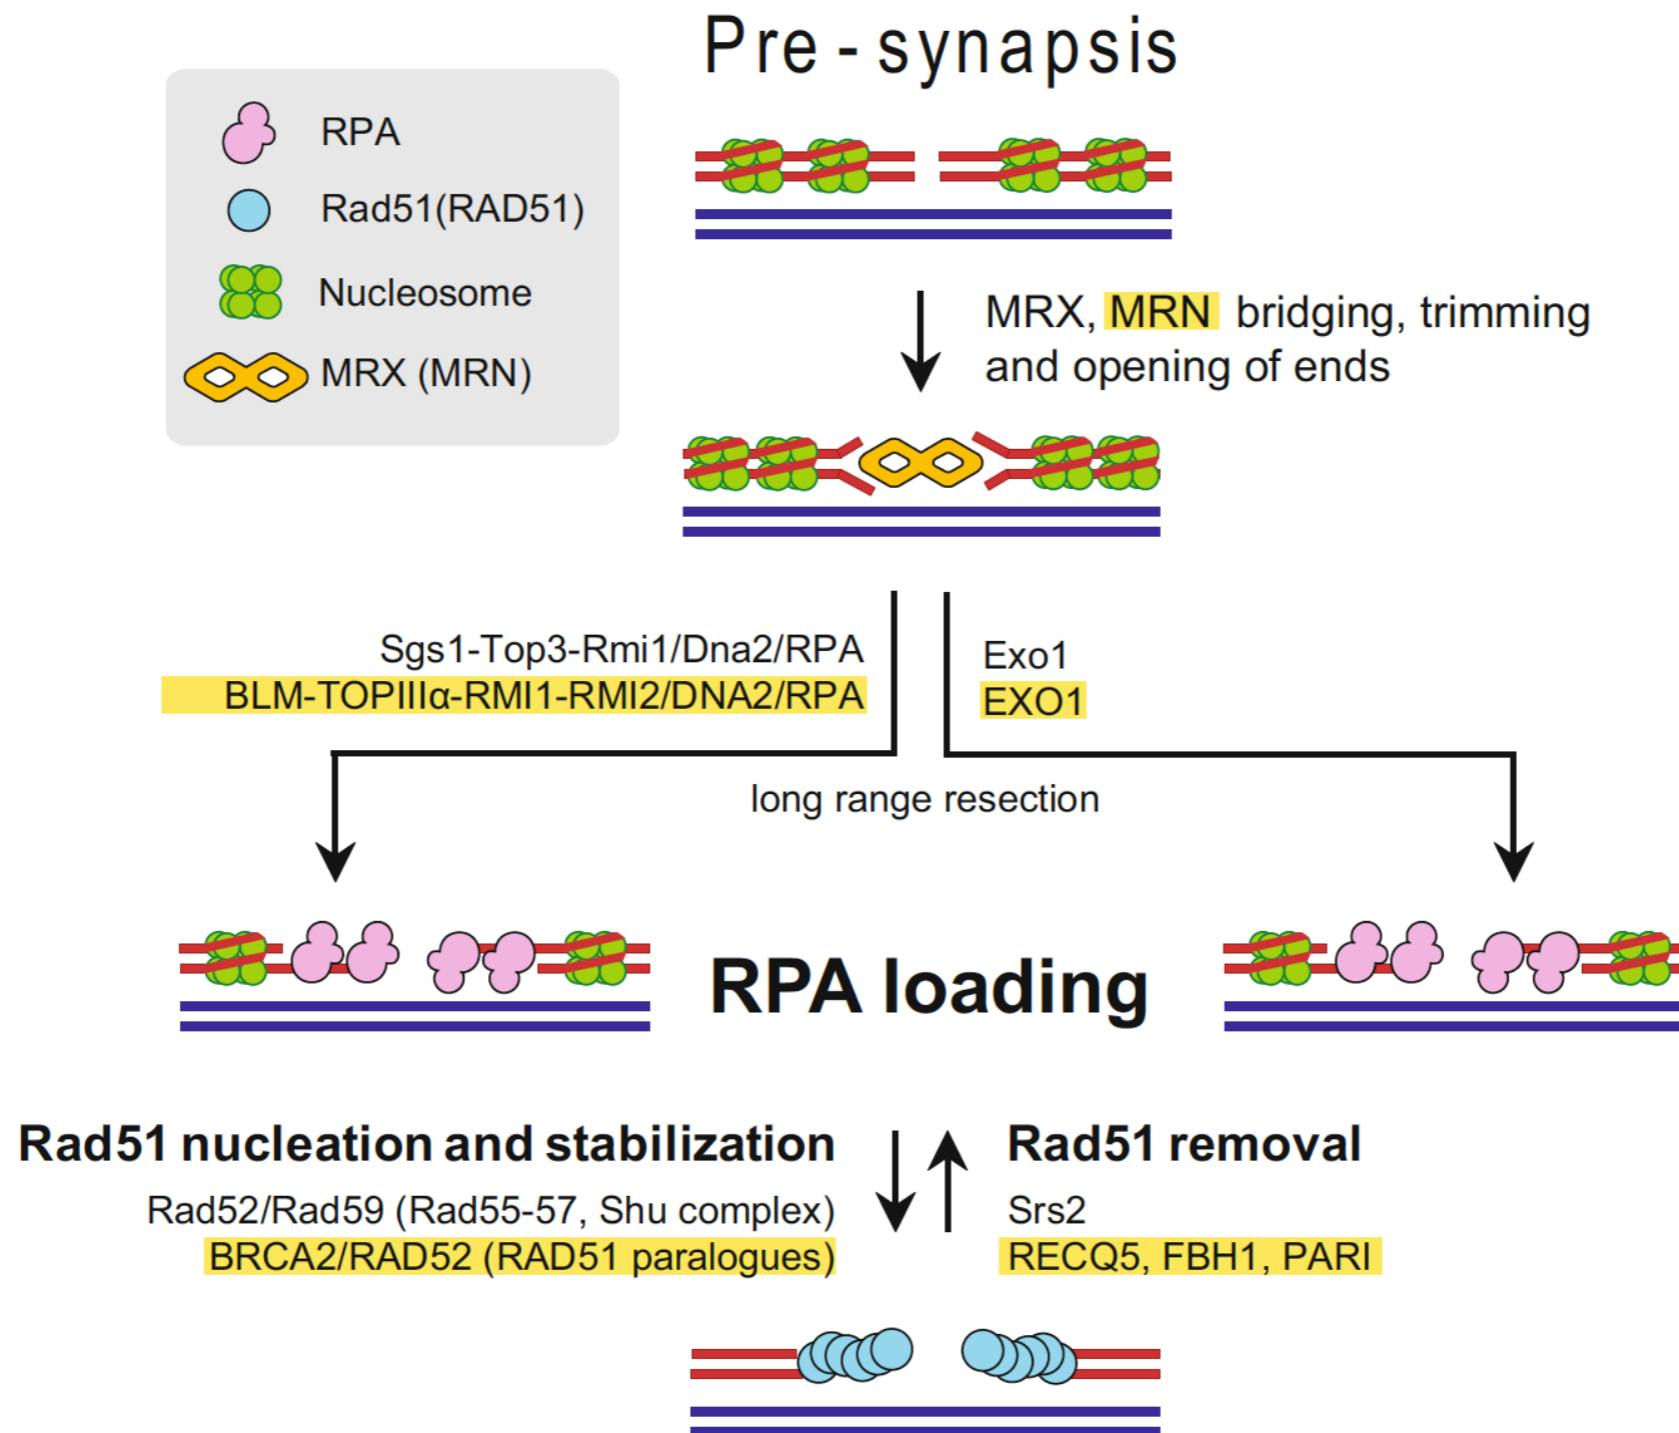 Pre - synapsis
RPA
Rad51(RAD51)
Nucleosome
MRX (MRN)
MRX, MRN bridging, trimming
and opening of ends
Sgs1-Top3-Rmi1/Dna2/RPA
BLM-TOPIIIα-RMI1-RMI2/DNA2/RPA
Exo1
EXO1
long range resection
RPA loading
Rad51 nucleation and stabilization
Rad52/Rad59 (Rad55-57, Shu complex)
BRCA2/RAD52 (RAD51 paralogues)
Rad51 removal
Srs2
RECQ5, FBH1, PARI